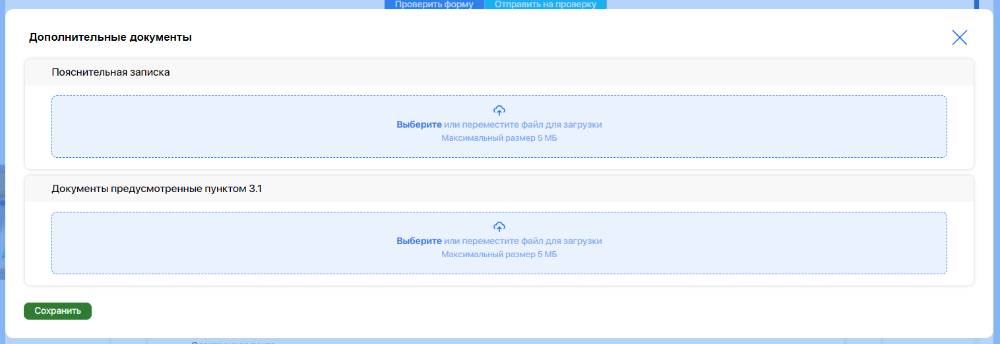 Проверить форму Отправить на проверку
Дополнительные документы
Пояснительная записка
Выберите или переместите файл для загрузки
Максимальный размер 5 МБ
Документы предусмотренные пунктом 3.1
Выберите или переместите файл для загрузки
Максимальный размер 5 МБ
Сохранить